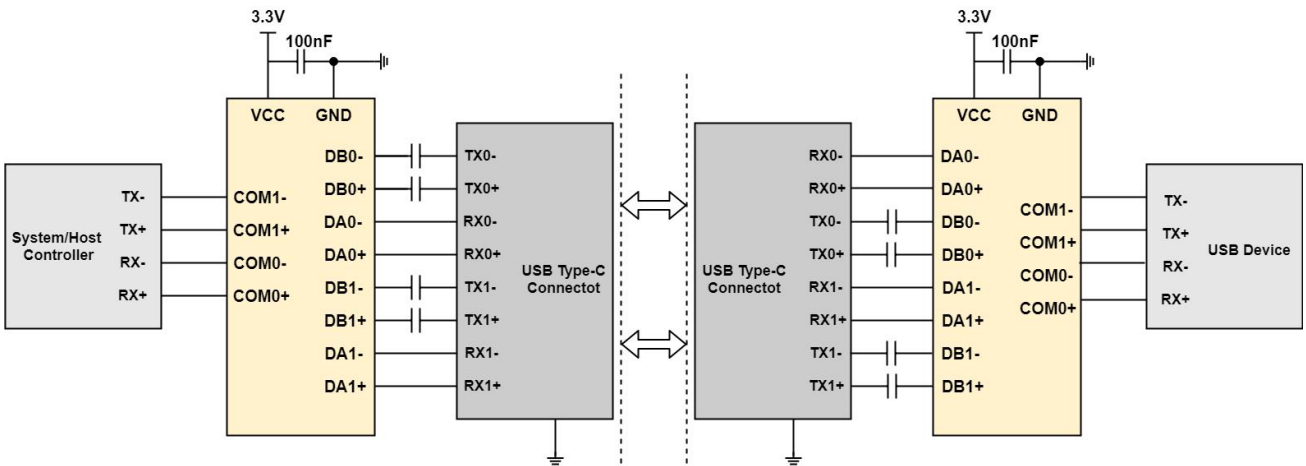 3.3V
100nF
VCC
GND
DB0-
DB0+
DA0-
DA0+
DB1-
DB1+
DA1-
DA1+
COM1-
COM1+
COM0-
COM0+
TX-
TX+
RX-
RX+
System/Host
Controller
TX0-
TX0+
RX0-
RX0+
TX1-
TX1+
RX1-
RX1+
USB Type-C
Connectot
RX0-
RX0+
TX0-
TX0+
RX1-
RX1+
TX1-
TX1+
USB Type-C
Connectot
3.3V
100nF
VCC
GND
DA0-
DA0+
DB0-
DB0+
DA1-
DA1+
DB1-
DB1+
COM1-
COM1+
COM0-
COM0+
TX-
TX+
RX-
RX+
USB Device